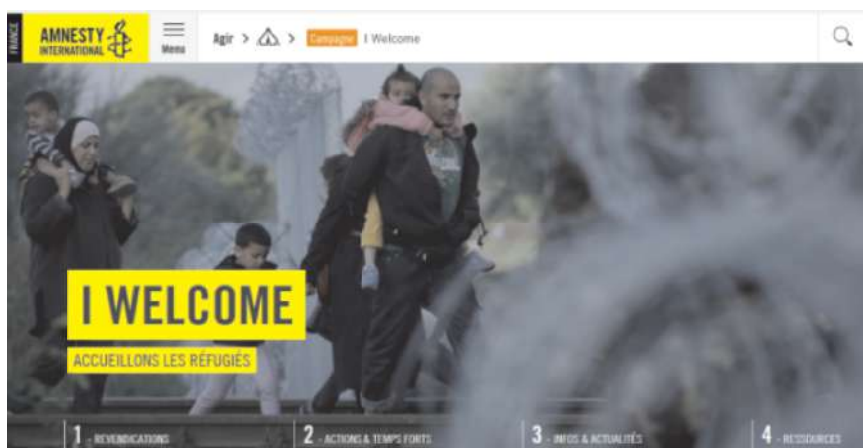 FRANCE
AMNESTY
INTERNATIONAL
Menu
Agir > > Campagne I Welcome
I WELCOME
ACCUEILLONS LES RÉFUGIÉS
1 - REVENDICATIONS
2 - ACTIONS & TEMPS FORTS
3 - INFOS & ACTUALITÉS
4 - RESSOURCES